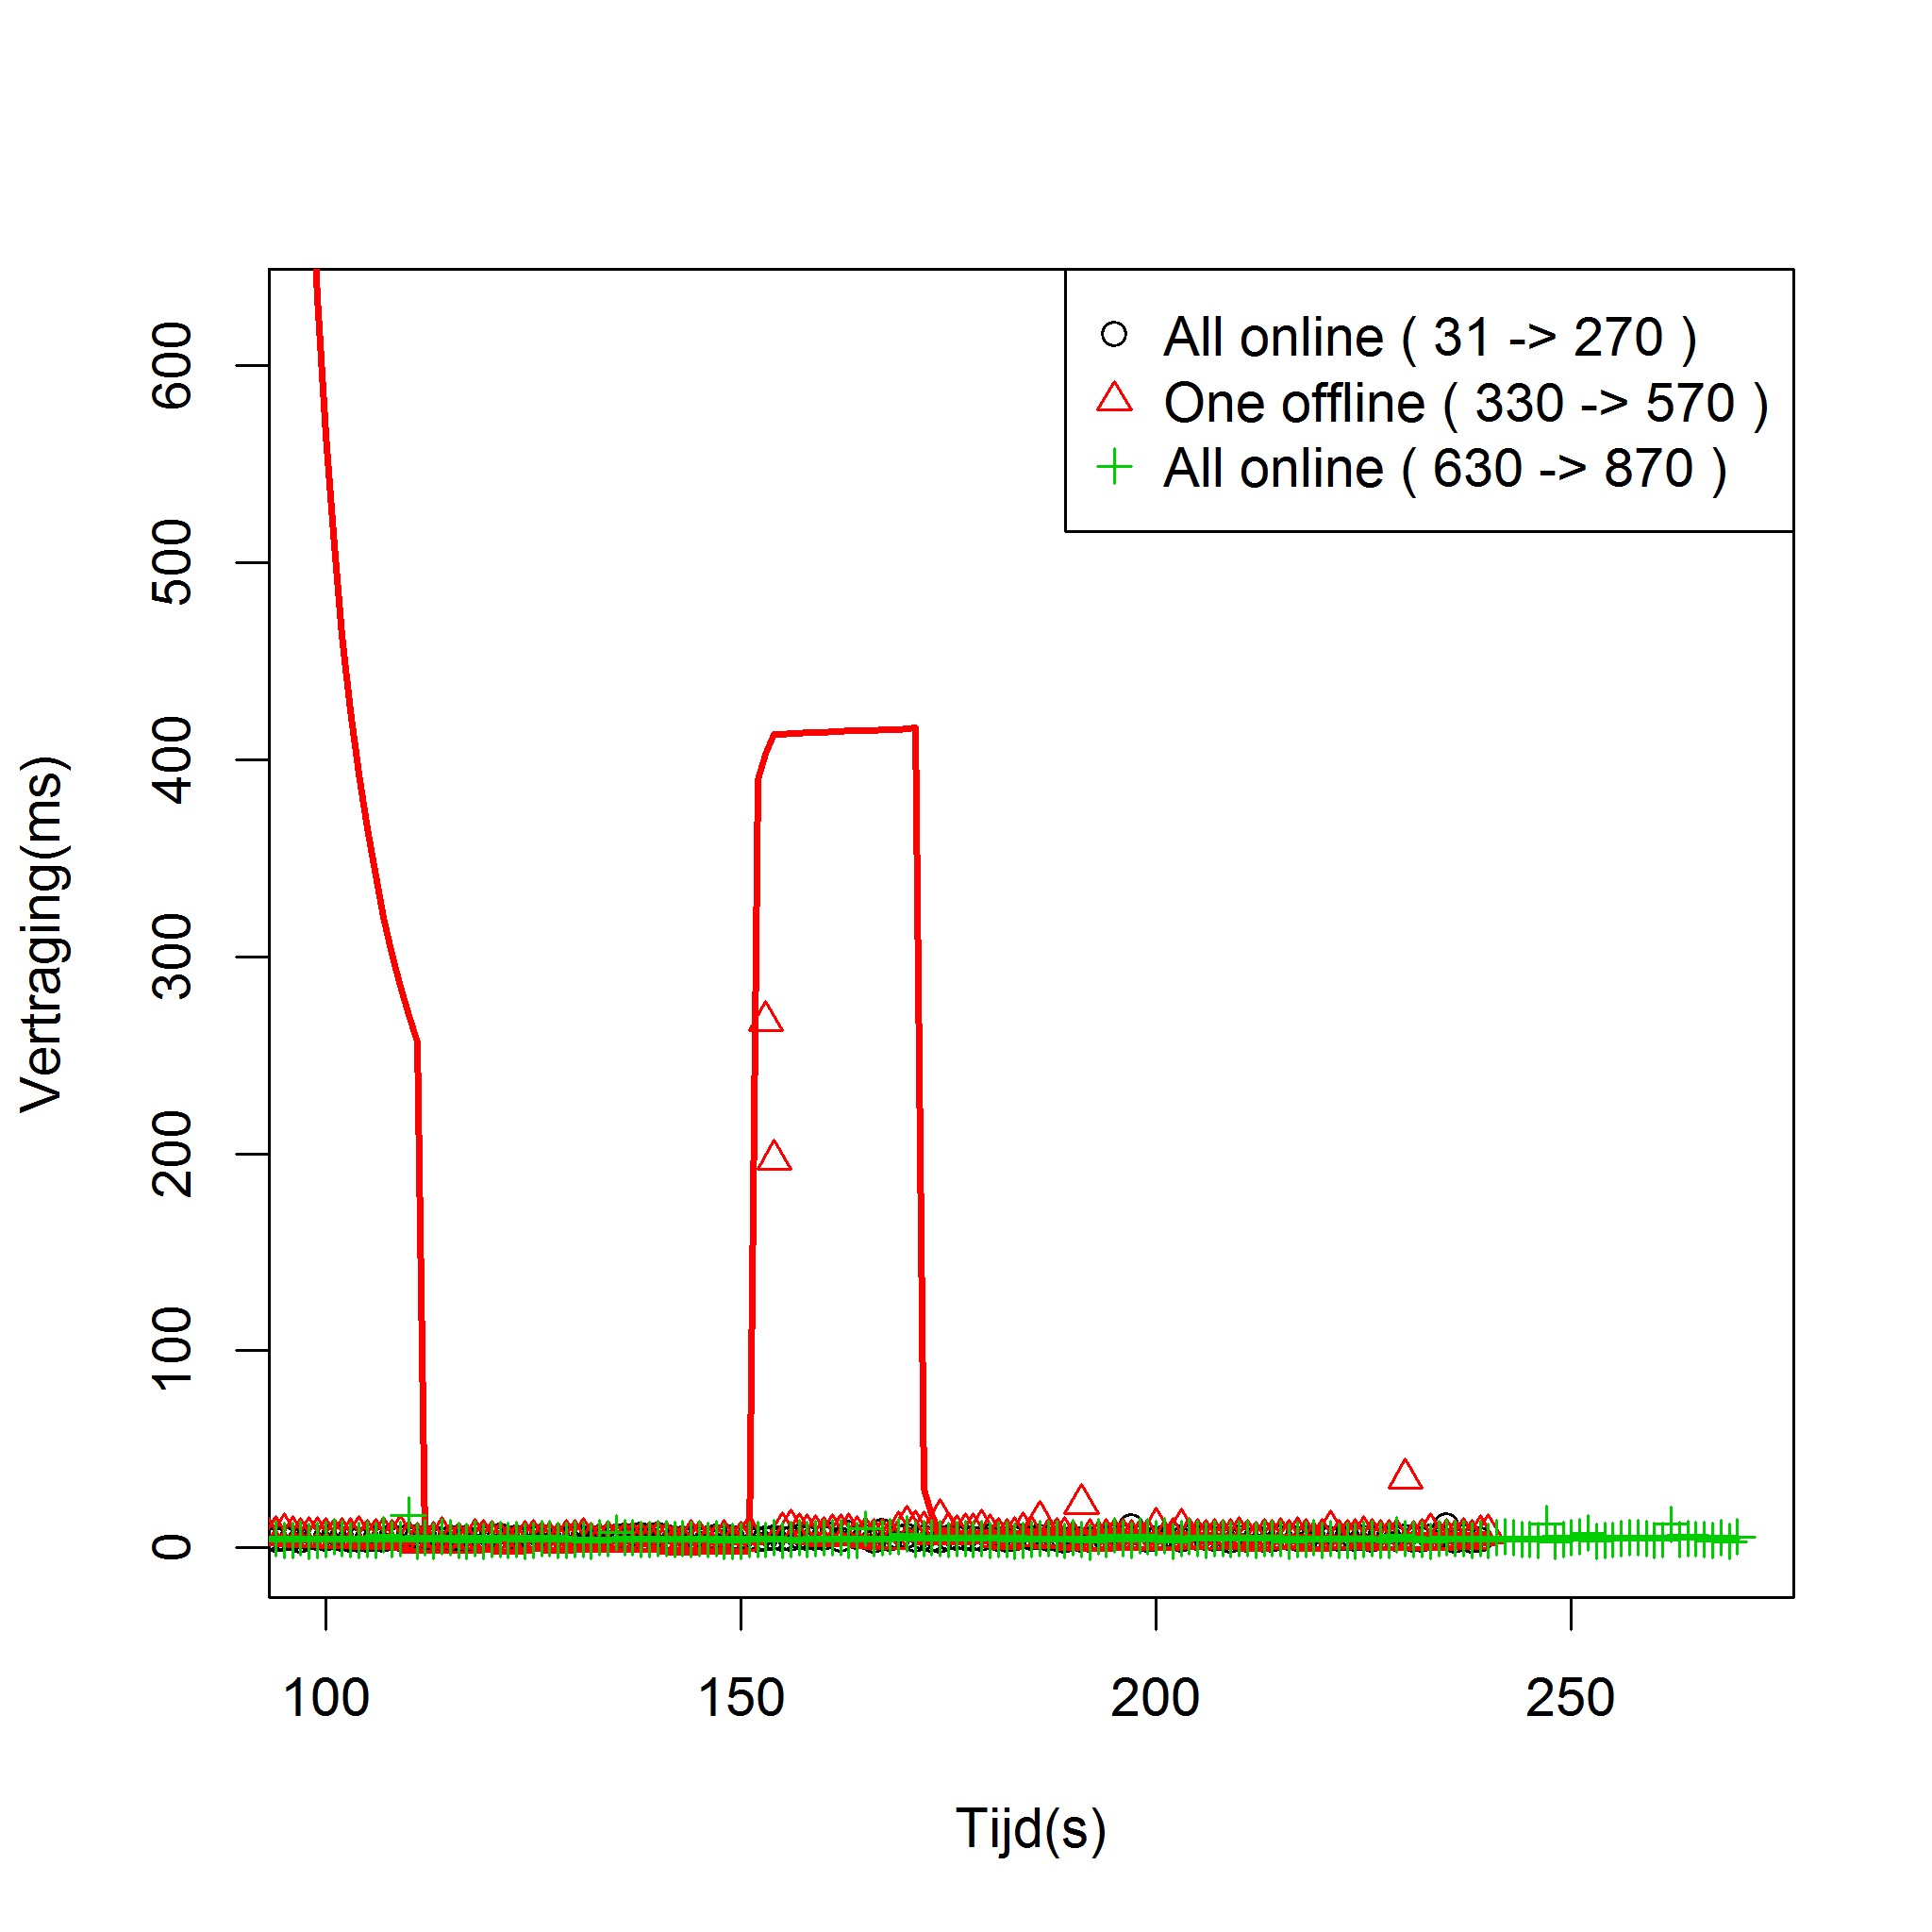 All online ( 31 -> 270 )
One offline ( 330 -> 570 )
All online ( 630 -> 870 )
600
500
400
300
200
100
0
Vertraging(ms)
100 150 200 250
Tijd(s)